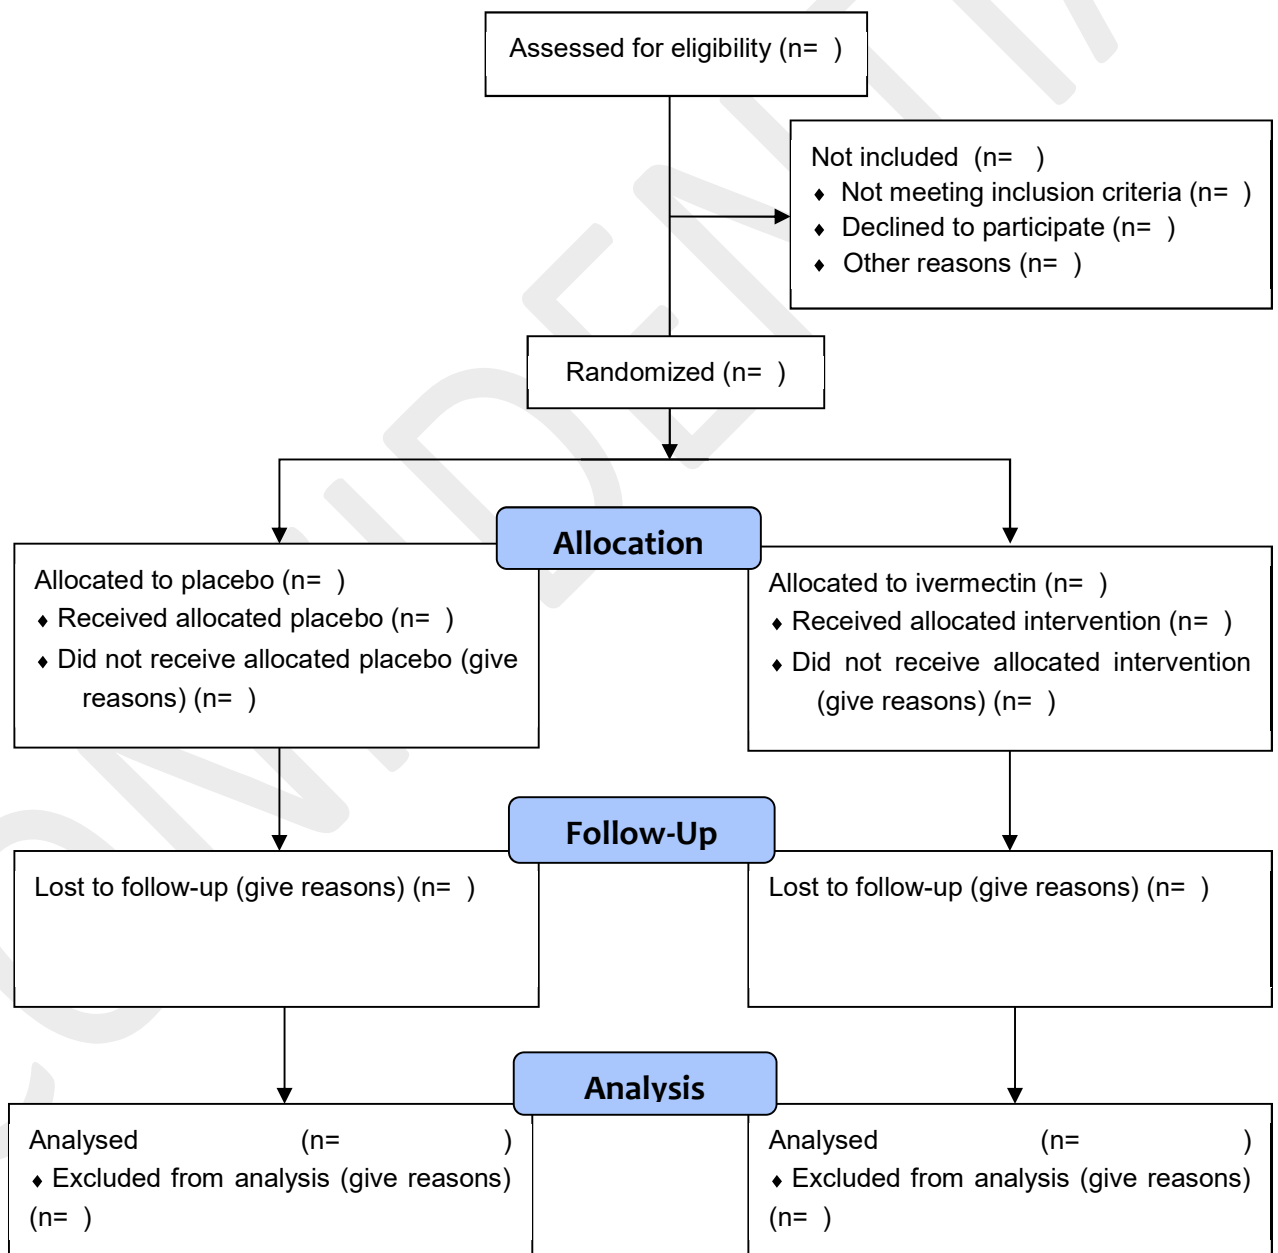 Assessed for eligibility (n=  )
Not included  (n=   )
♦ Not meeting inclusion criteria (n=  )
♦ Declined to participate (n=  )
♦ Other reasons (n=  )
Randomized (n=  )
Allocation
Allocated to placebo (n=  )
♦ Received allocated placebo (n=  )
♦ Did not receive allocated placebo (give
reasons) (n=  )
Allocated to ivermectin (n=  )
♦ Received allocated intervention (n=  )
♦ Did not receive allocated intervention
(give reasons) (n=  )
Follow-Up
Lost to follow-up (give reasons) (n=  )
Lost to follow-up (give reasons) (n=  )
Analysis
Analysed (n=  )
♦ Excluded from analysis (give reasons)
(n=  )
Analysed (n=  )
♦ Excluded from analysis (give reasons)
(n=  )
CONFIDENTIA